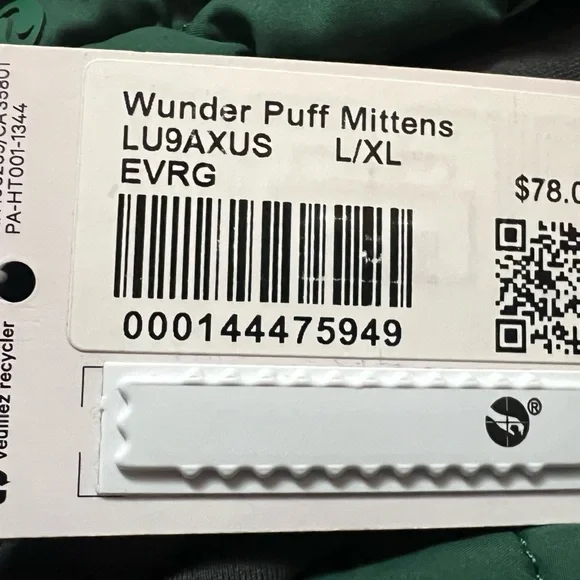 Wunder Puff Mittens
LU9AXUS L/XL
EVRG
$78.0
000144475949
PA-HT001-1344
Veuillez recycler
®